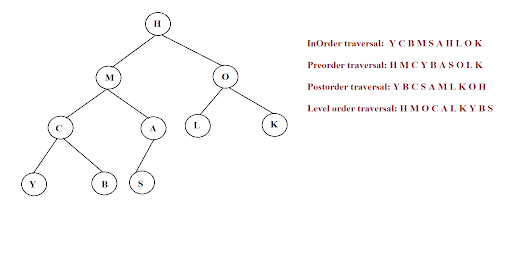 H
InOrder traversal: Y C B M S A H L O K
Preorder traversal: H M C Y B A S O L K
M
O
Postorder traversal: Y B C S A M L K O H
Level order traversal: H M O C A L K Y B S
C
A
L
K
Y
B
S